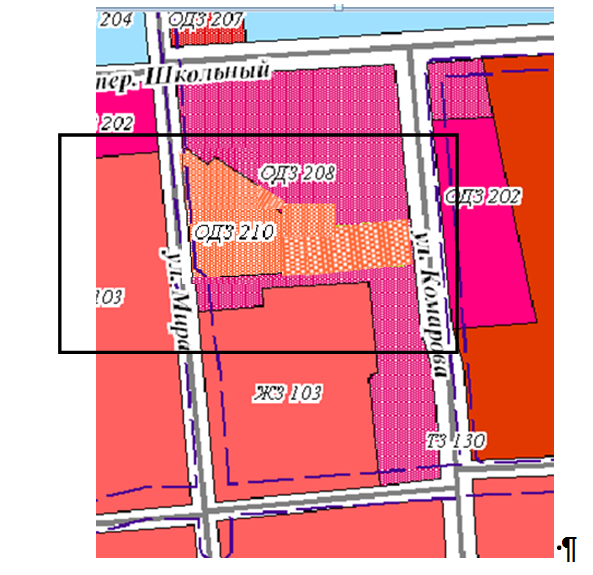 204
ОДЗ 207
пер. Школьный
202
ОДЗ 208
ОДЗ 202
ОДЗ 210
ул. Мира
ул. Комарова
103
ЖЗ 103
ТЗ 130
·¶